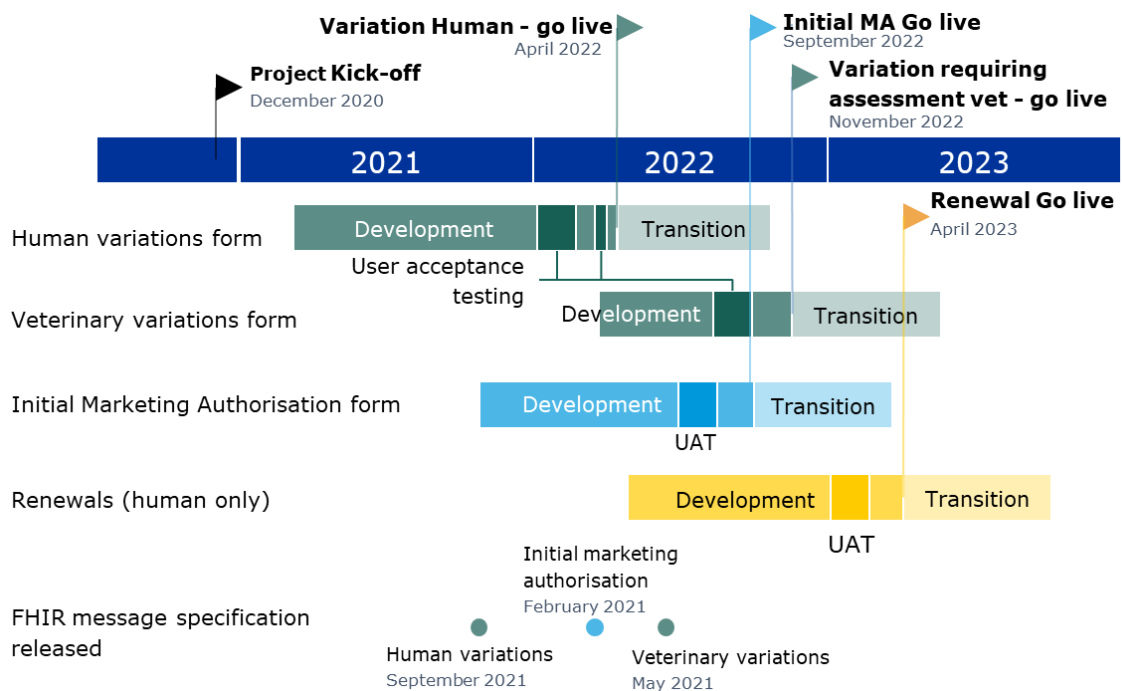 Variation Human - go live
April 2022
Initial MA Go live
September 2022
Project Kick-off
December 2020
Variation requiring
assessment vet - go live
November 2022
2021
2022
2023
Renewal Go live
April 2023
Human variations form
Development
Transition
User acceptance
testing
Veterinary variations form
Development
Transition
Initial Marketing Authorisation form
Development
Transition
UAT
Renewals (human only)
Development
Transition
UAT
Initial marketing
authorisation
February 2021
FHIR message specification
released
Human variations
September 2021
Veterinary variations
May 2021